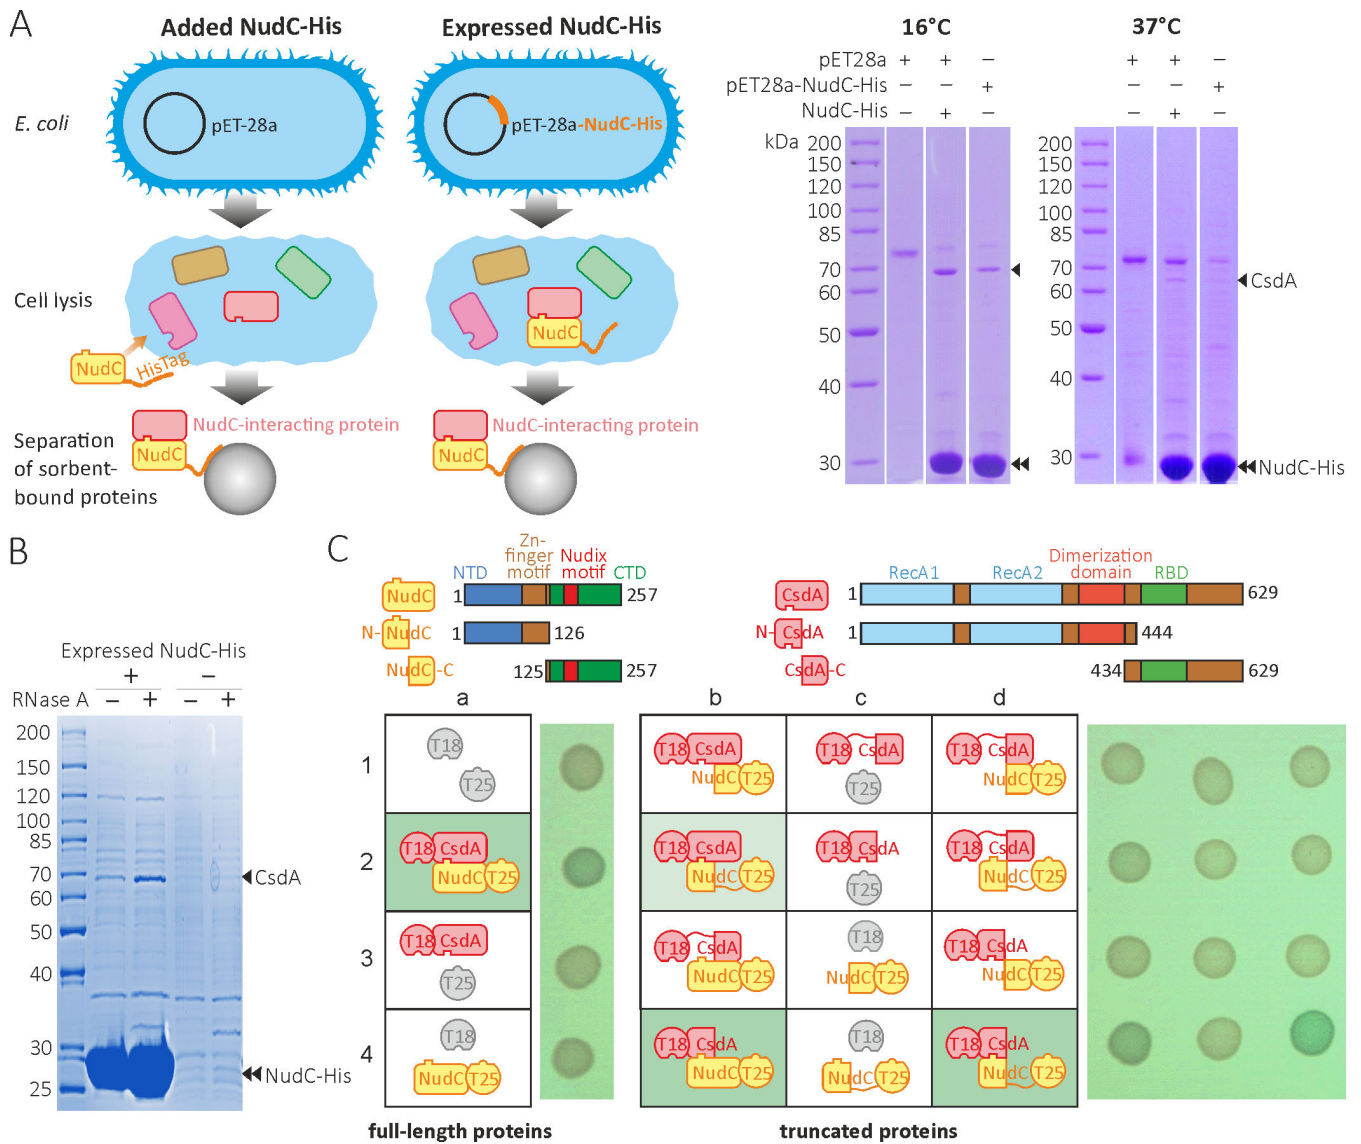 A
Added NudC-His
Expressed NudC-His
E. coli
pET-28a
pET-28a-NudC-His
Cell lysis
NudC
HisTag
NudC
NudC-interacting protein
NudC-interacting protein
Separation
of sorbent-
bound proteins
NudC
NudC
16°C
37°C
pET28a + + – + + –
pET28a-NudC-His – – + – – +
NudC-His – + – – + –
kDa
200
150
120
100
85
70
60
50
40
30
200
150
120
100
85
70
60
50
40
30
CsdA
NudC-His
B
Expressed NudC-His
+ –
RNase A – + – +
200
150
120
100
85
70
60
50
40
30
25
CsdA
NudC-His
C
Zn-
finger
motif
NTD
Nudix
motif
CTD
NudC 1 257
N-NudC 1 126
NudC-C 125 257
RecA1
RecA2
Dimerization
domain
RBD
CsdA 1 629
N-CsdA 1 444
CsdA-C 434 629
a
b
c
d
1
T18
T25
T18 CsdA
NudC T25
T18 CsdA
T25
T18 CsdA
NudC T25
2
T18 CsdA
NudC T25
T18 CsdA
NudC T25
T18 CsdA
T25
T18 CsdA
NudC T25
3
T18 CsdA
T25
T18 CsdA
NudC T25
T18
NudC T25
T18 CsdA
NudC T25
4
T18
NudC T25
T18 CsdA
NudC T25
T18
NudC T25
T18 CsdA
NudC T25
full-length proteins
truncated proteins